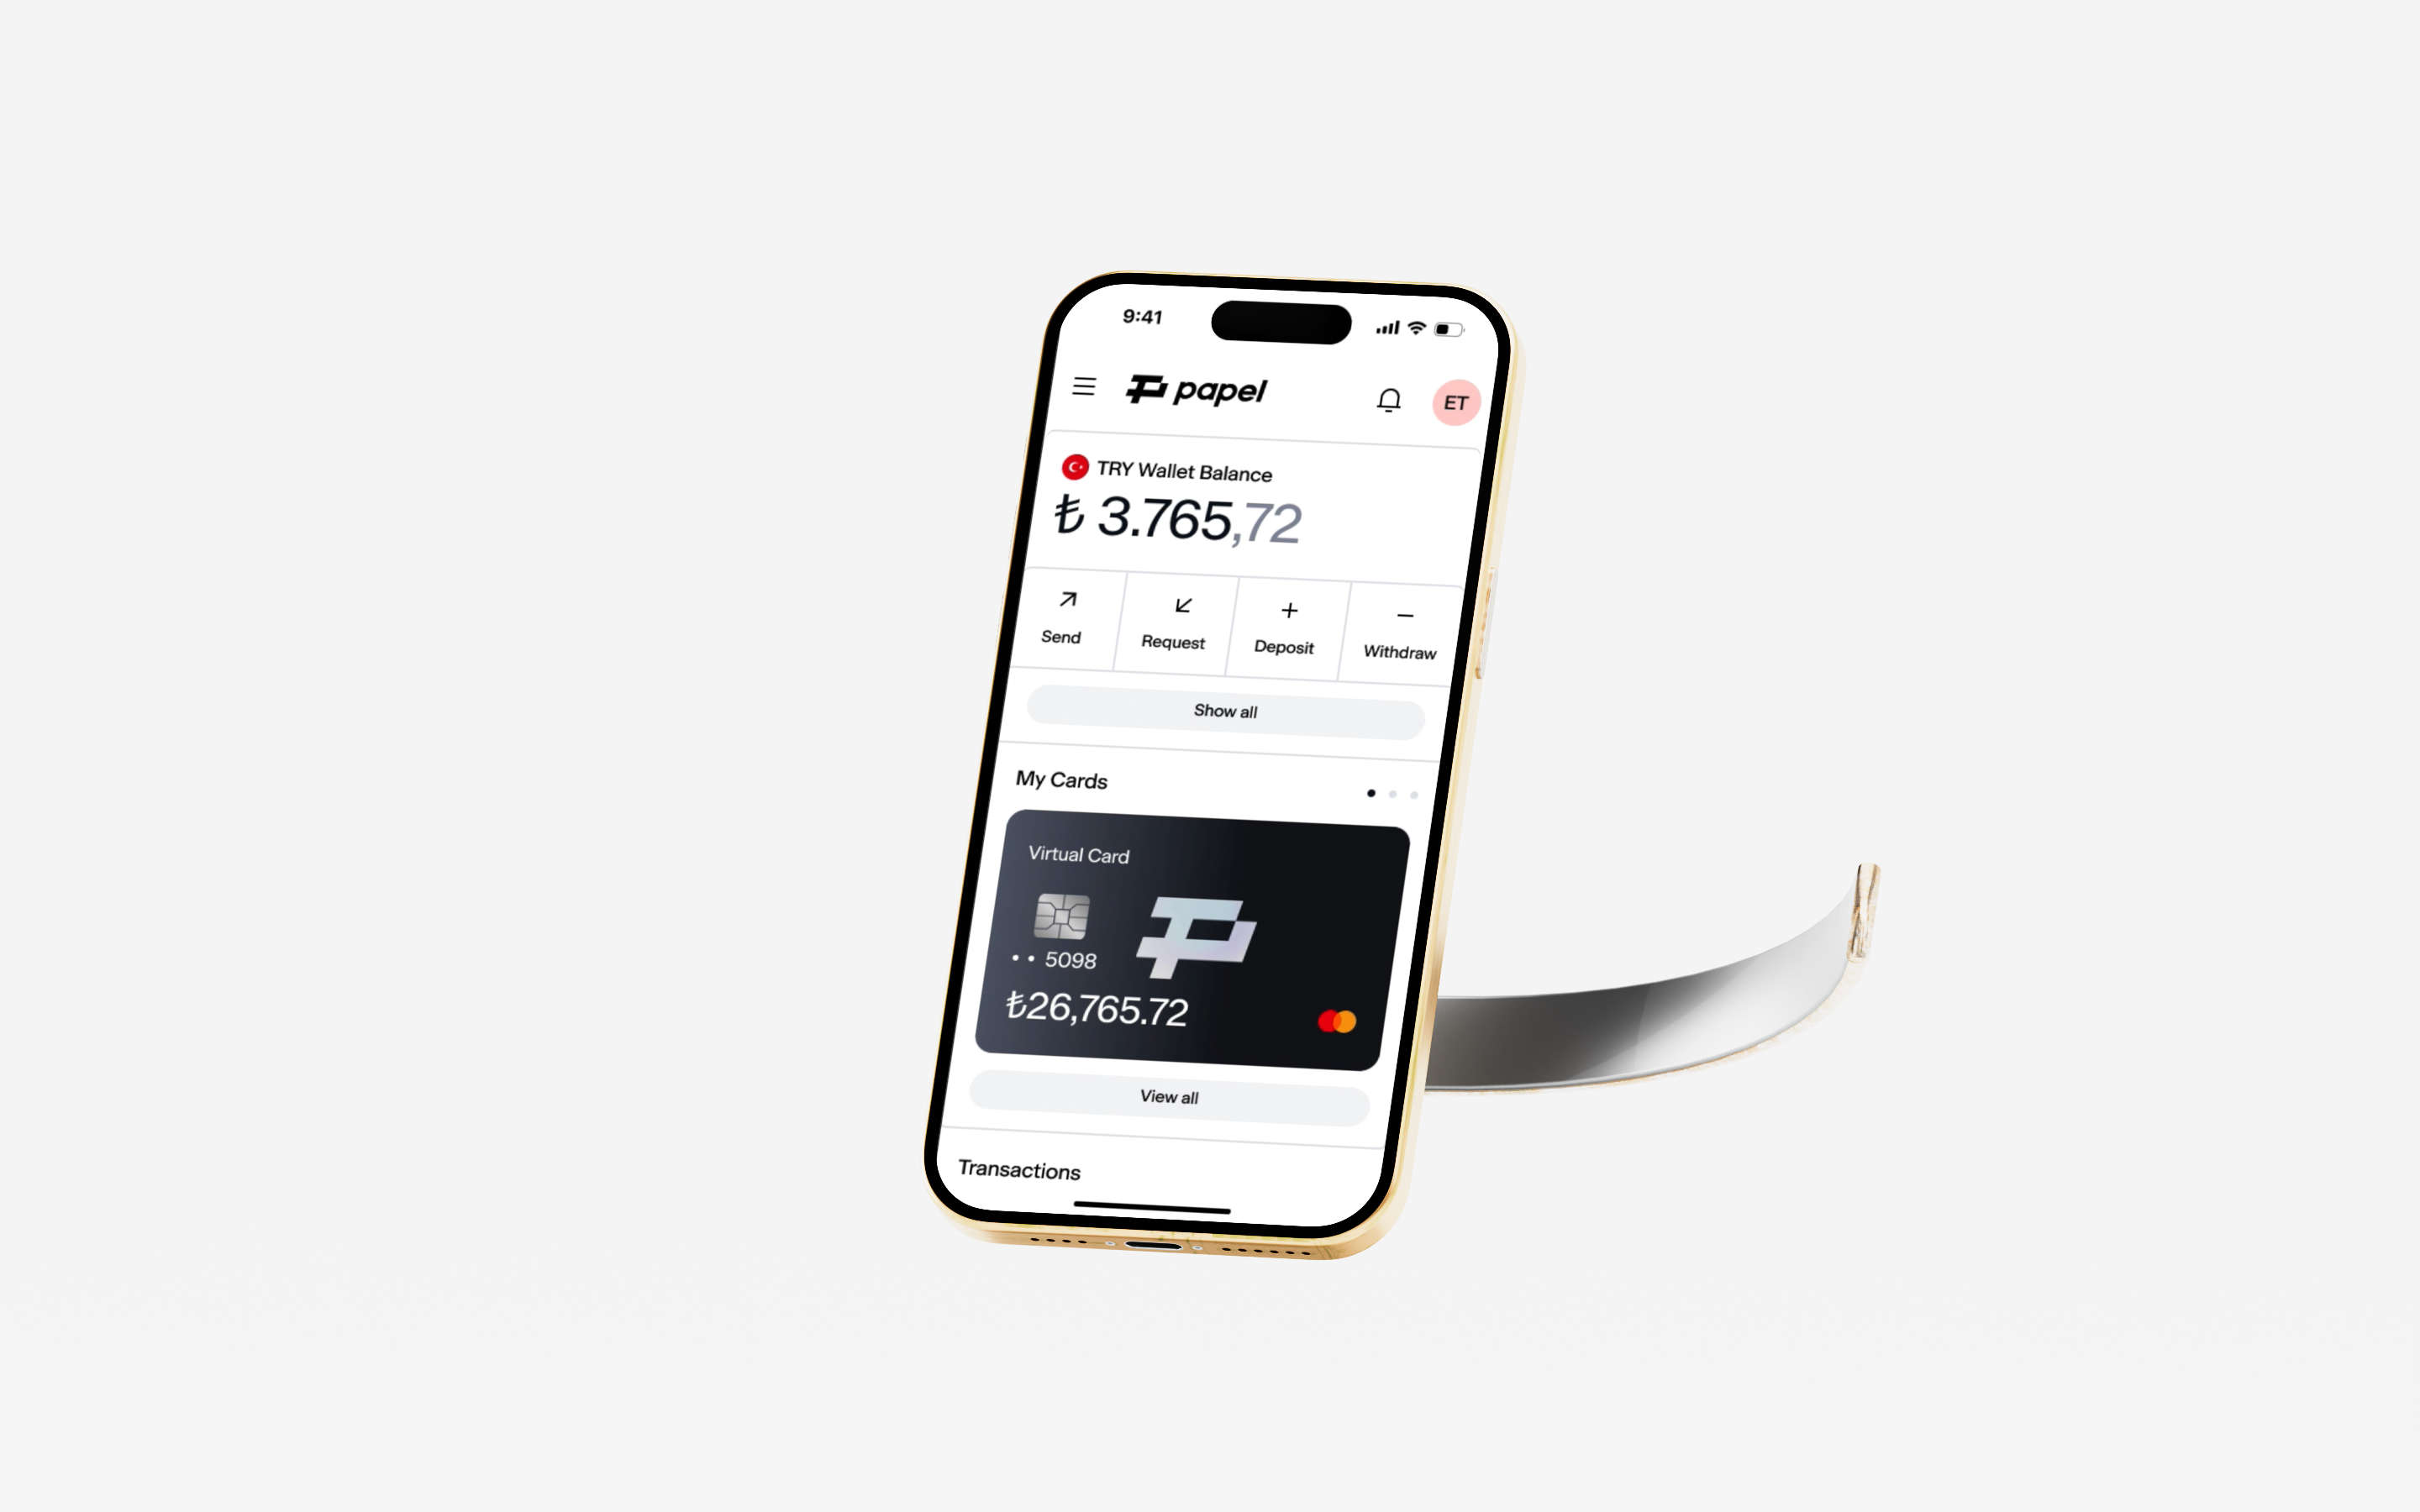 9:41
papel
ET
TRY Wallet Balance
₺ 3.765,72
Send
Request
Deposit
Withdraw
Show all
My Cards
Virtual Card
•• 5098
₺26,765.72
View all
Transactions